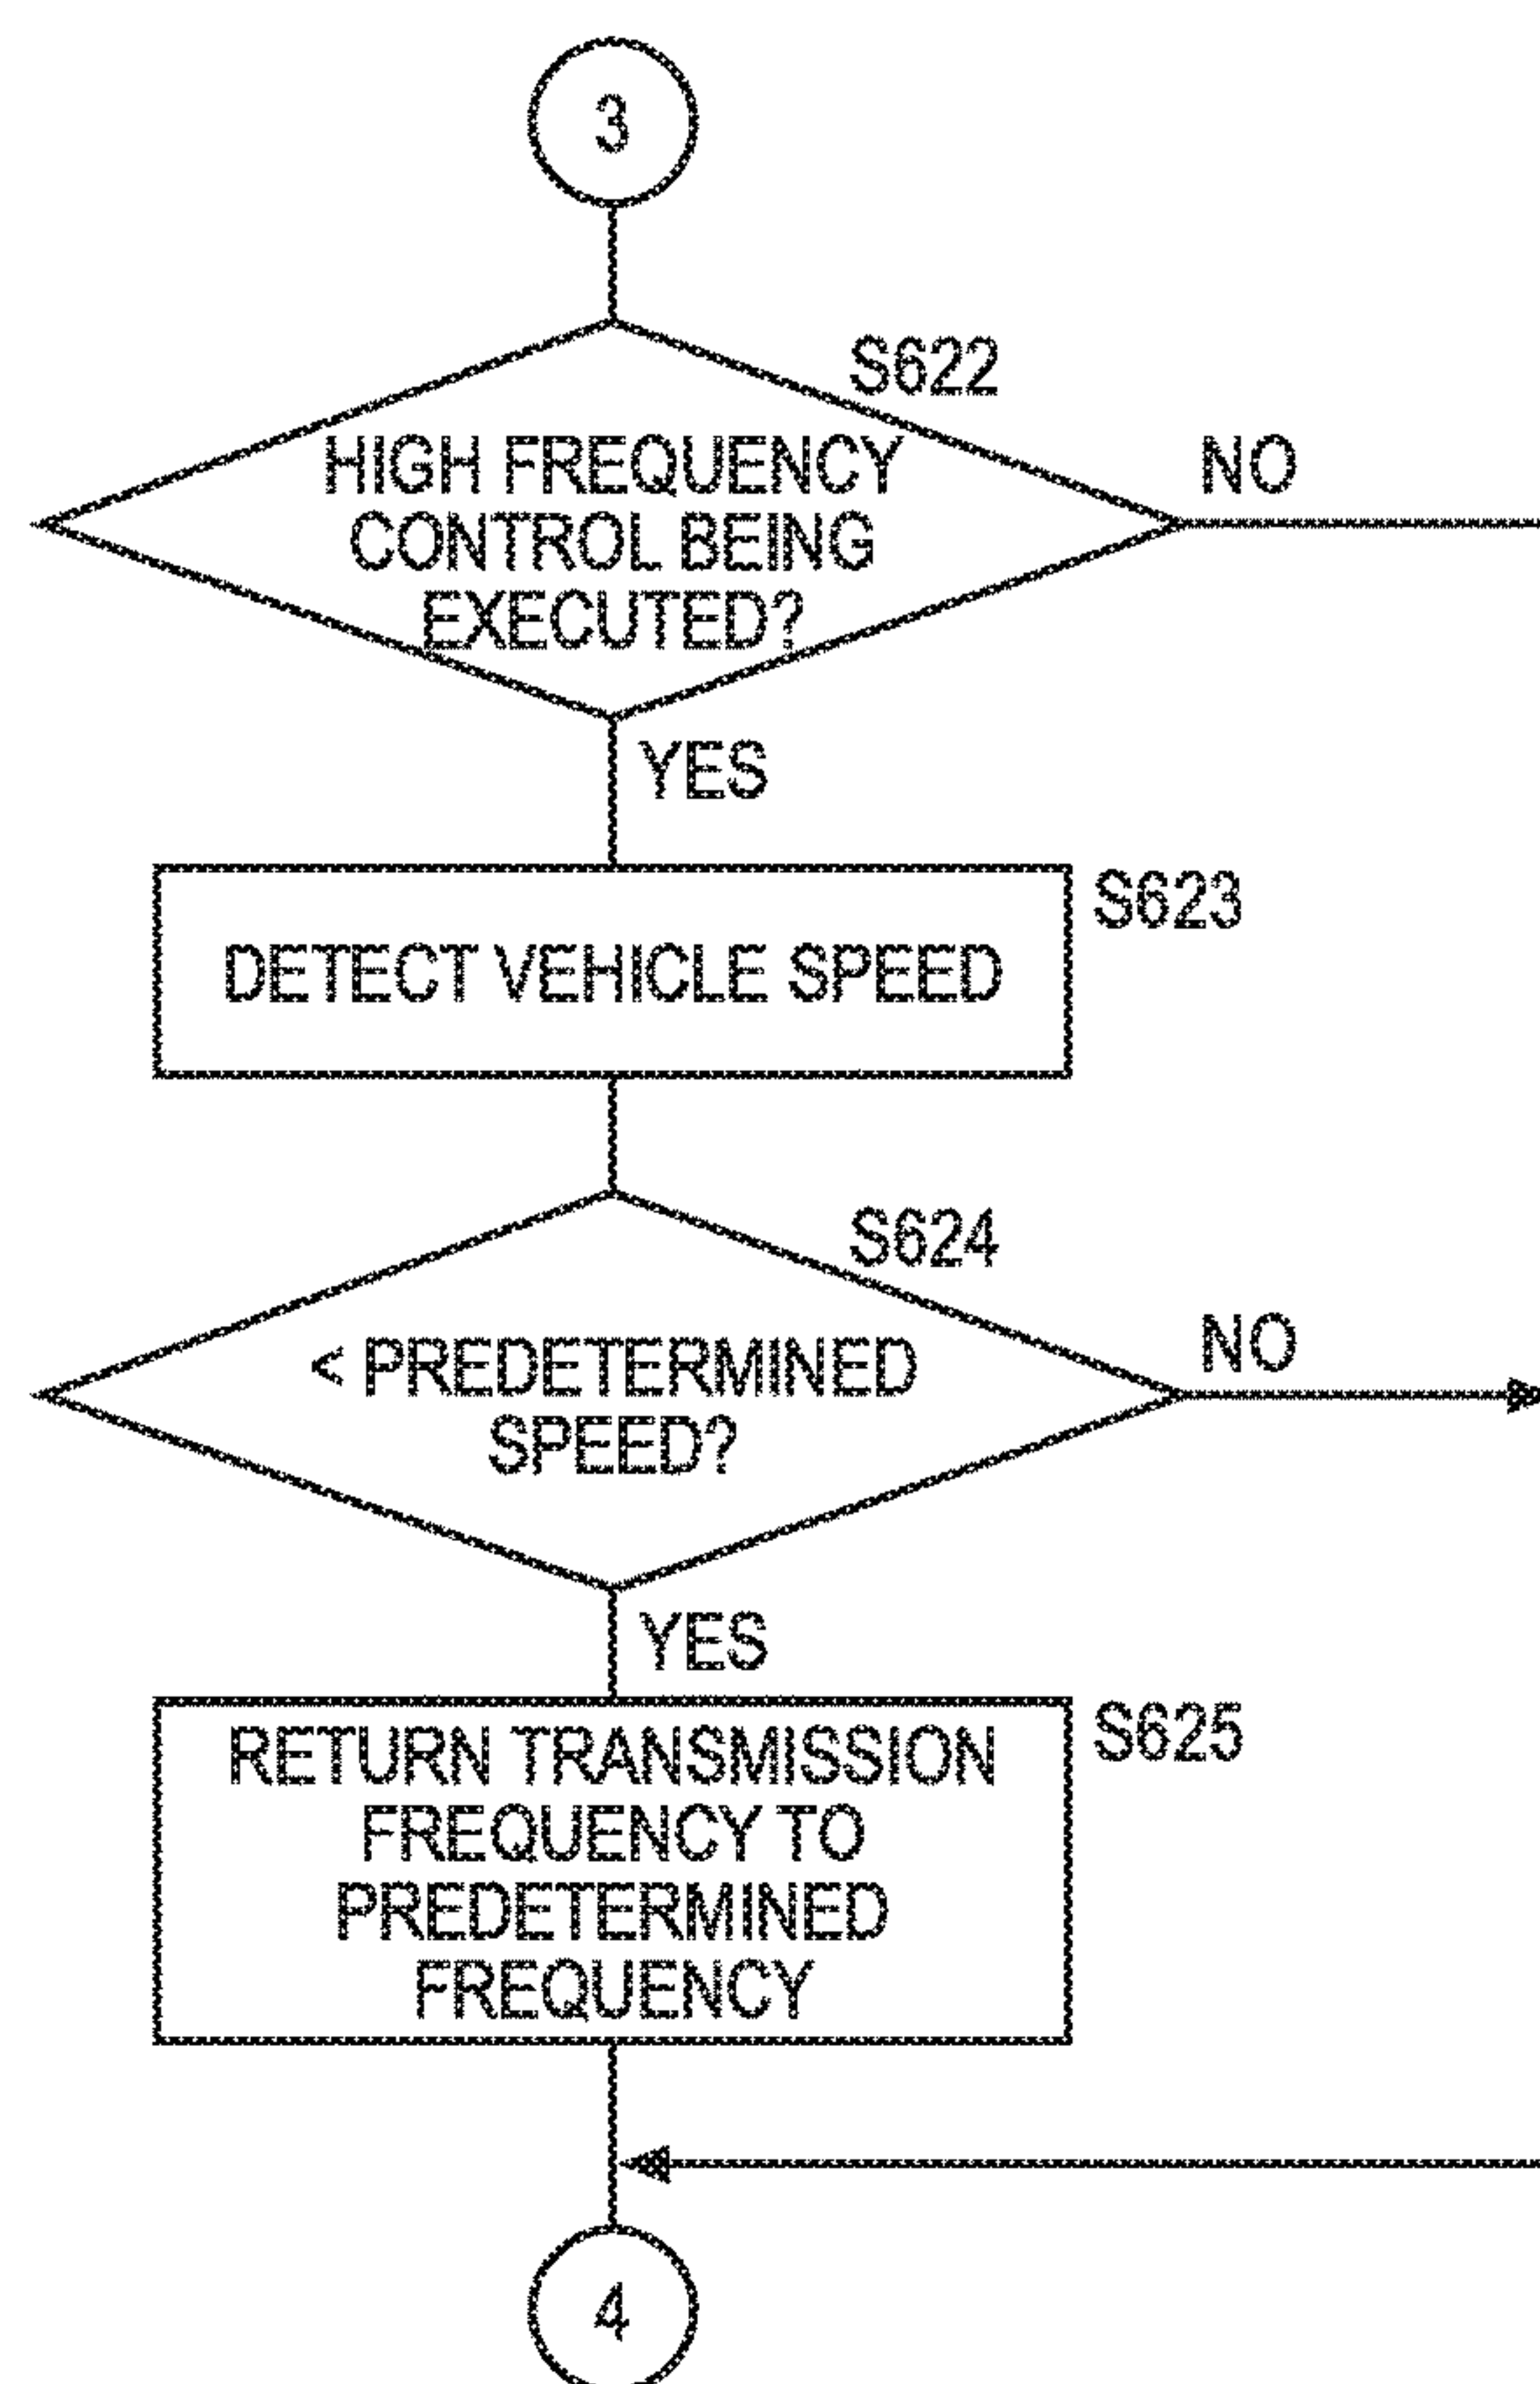 3
S622
HIGH FREQUENCY
CONTROL BEING
EXECUTED?
NO
YES
S623
DETECT VEHICLE SPEED
S624
< PREDETERMINED
SPEED?
NO
YES
S625
RETURN TRANSMISSION
FREQUENCY TO
PREDETERMINED
FREQUENCY
4